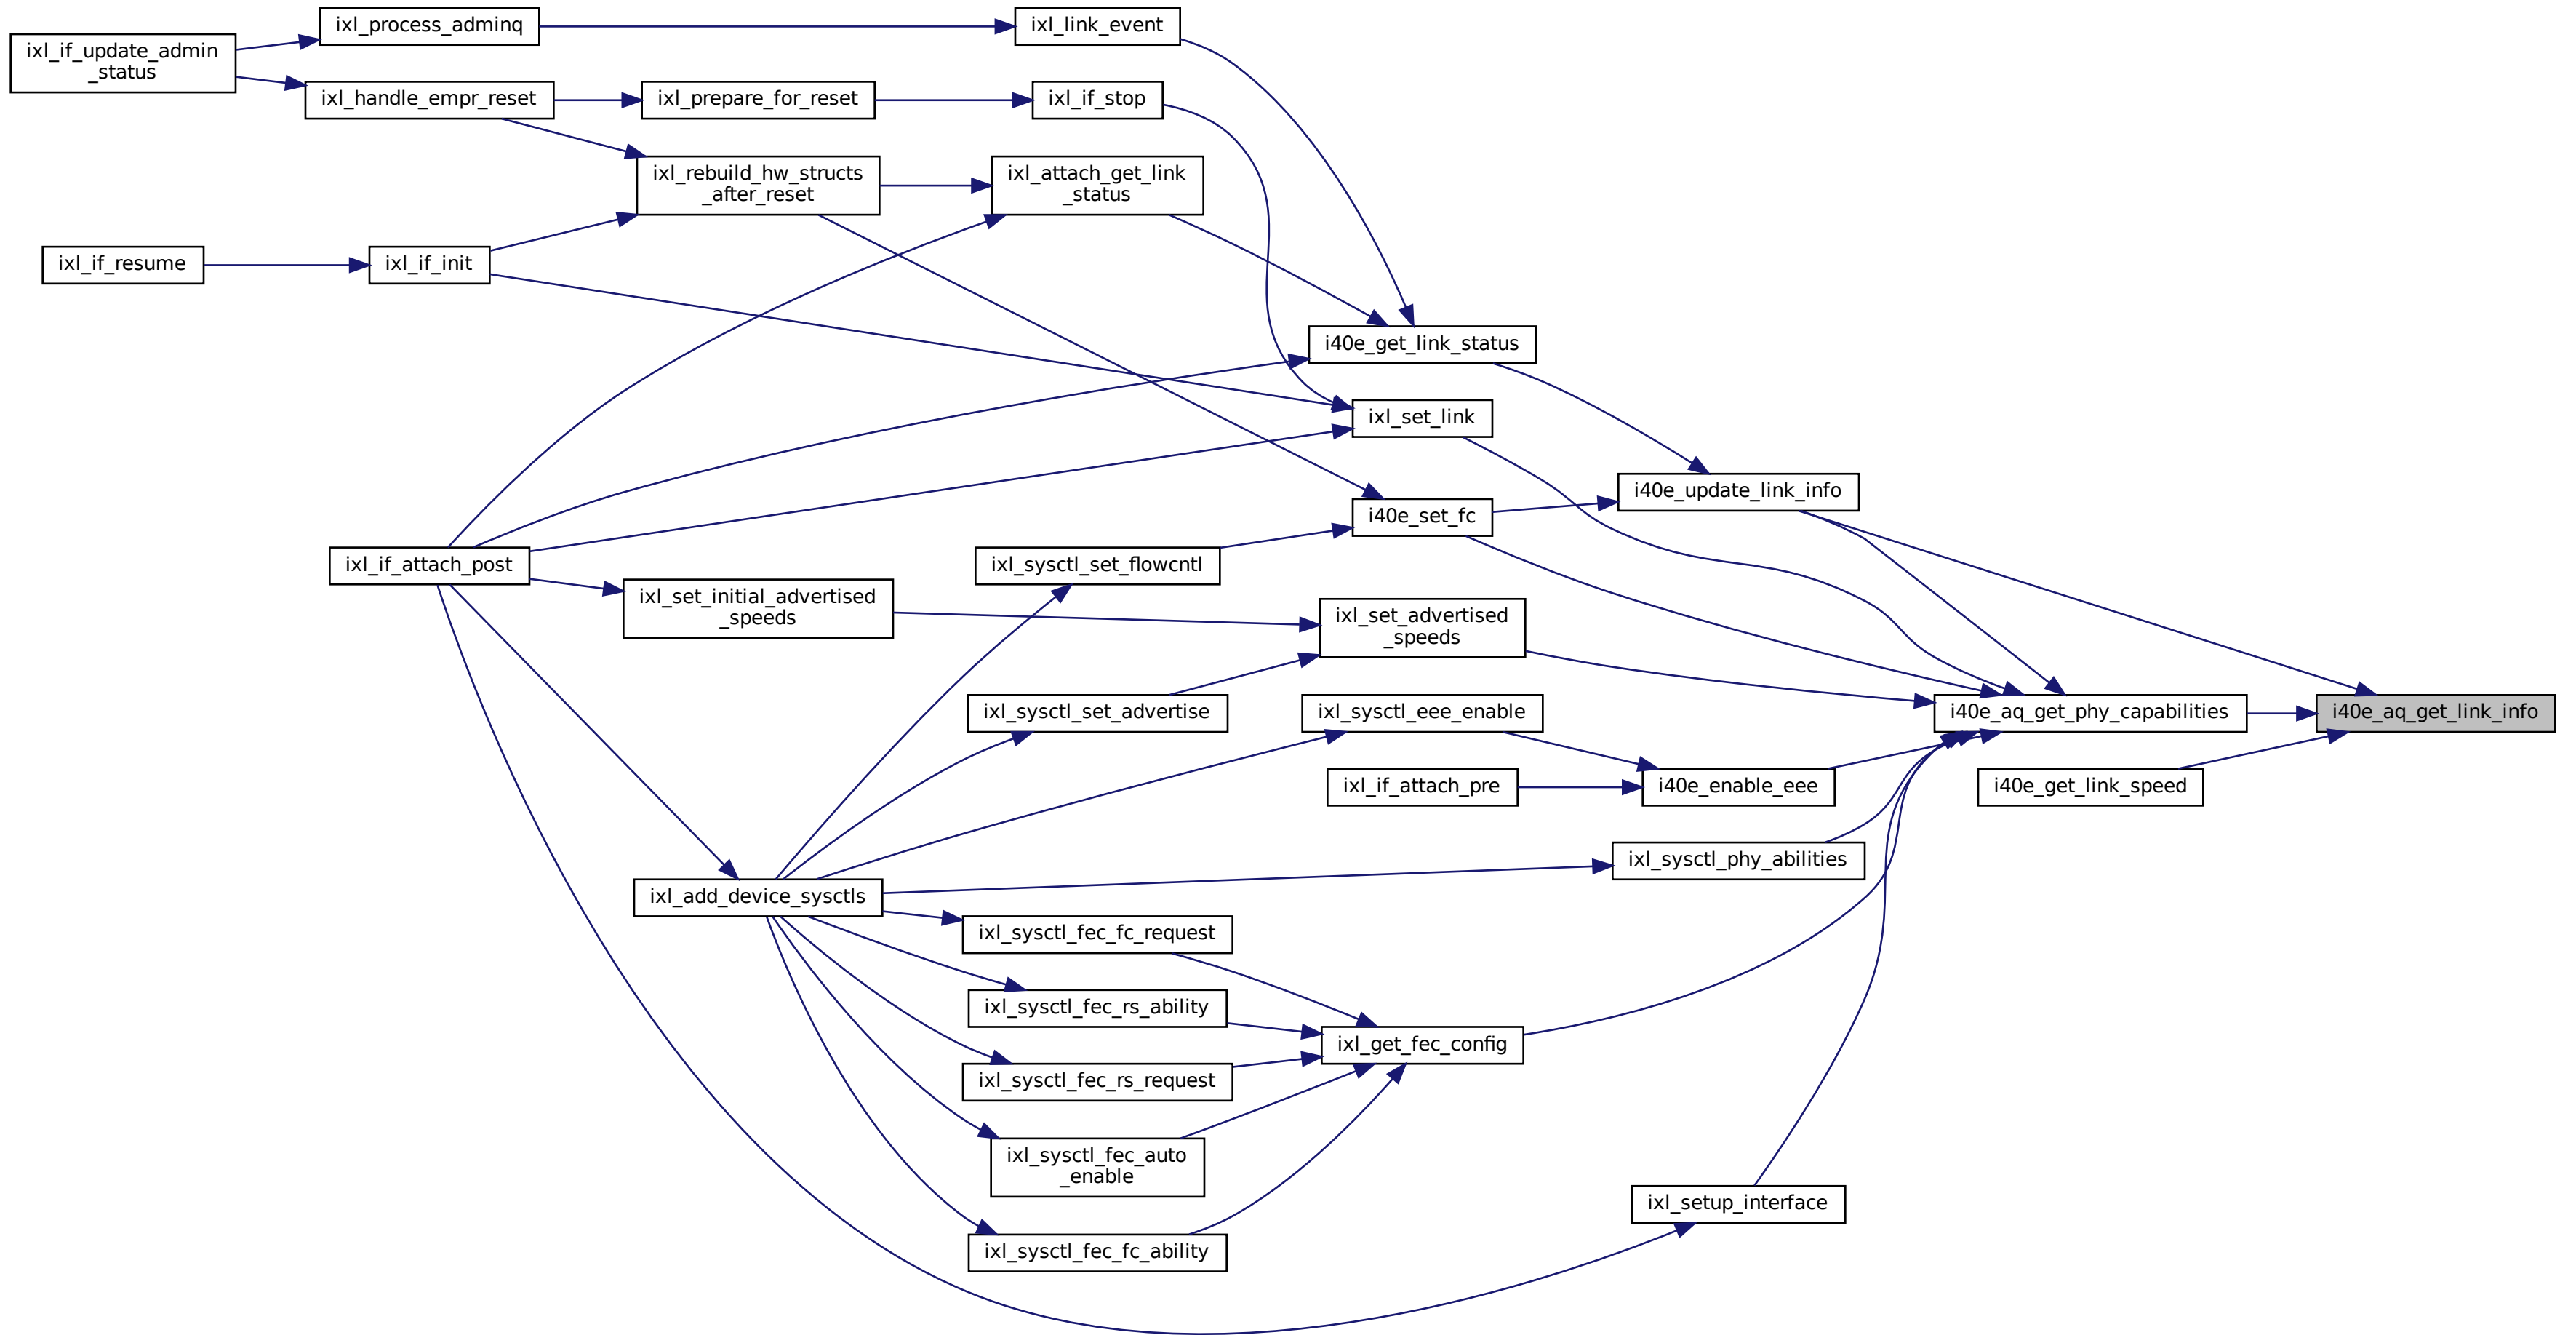 ixl_process_adminq
ixl_link_event
ixl_if_update_admin
_status
ixl_handle_empr_reset
ixl_prepare_for_reset
ixl_if_stop
ixl_rebuild_hw_structs
_after_reset
ixl_attach_get_link
_status
ixl_if_resume
ixl_if_init
i40e_get_link_status
ixl_set_link
i40e_update_link_info
i40e_set_fc
ixl_if_attach_post
ixl_sysctl_set_flowcntl
ixl_set_initial_advertised
_speeds
ixl_set_advertised
_speeds
ixl_sysctl_set_advertise
ixl_sysctl_eee_enable
i40e_aq_get_phy_capabilities
i40e_aq_get_link_info
ixl_if_attach_pre
i40e_enable_eee
i40e_get_link_speed
ixl_sysctl_phy_abilities
ixl_add_device_sysctls
ixl_sysctl_fec_fc_request
ixl_sysctl_fec_rs_ability
ixl_get_fec_config
ixl_sysctl_fec_rs_request
ixl_sysctl_fec_auto
_enable
ixl_setup_interface
ixl_sysctl_fec_fc_ability